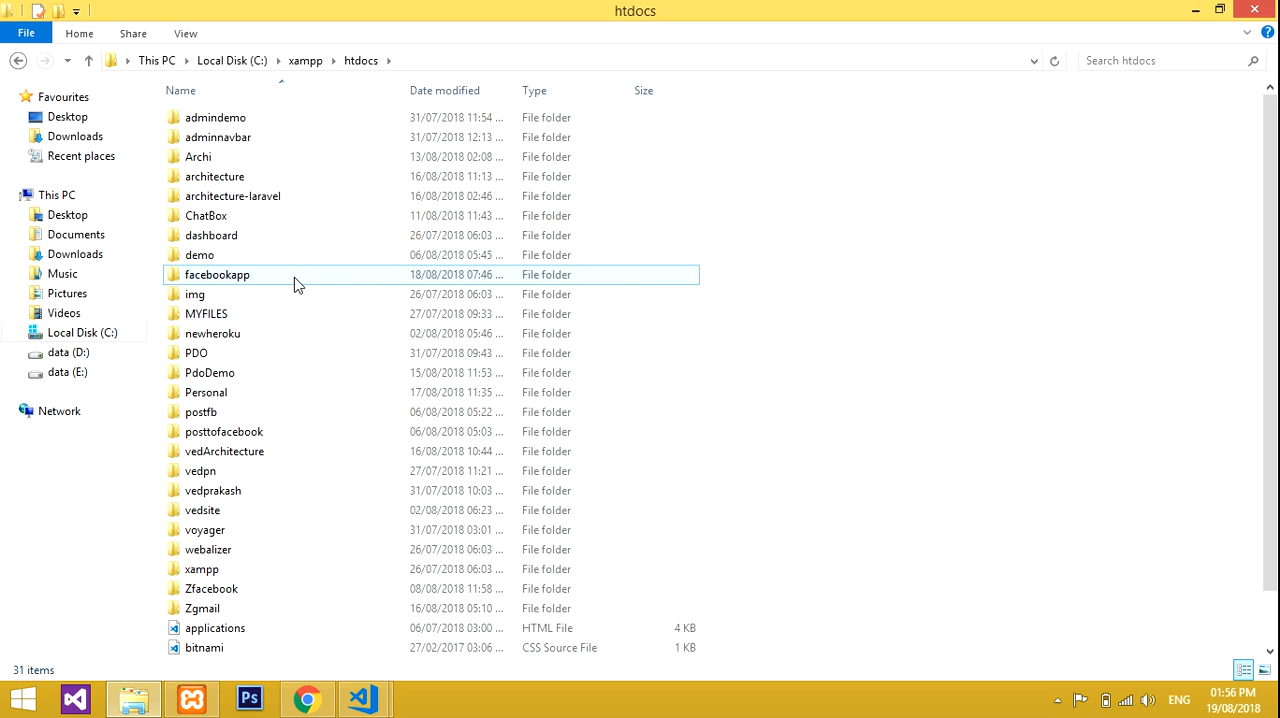 htdocs
File Home Share View
This PC Local Disk (C:) xampp htdocs Search htdocs
Name Date modified Type Size
Favourites
Desktop
Downloads
Recent places
This PC
Desktop
Documents
Downloads
Music
Pictures
Videos
Local Disk (C:)
data (D:)
data (E:)
Network
admindemo 31/07/2018 11:54 ... File folder
adminnavbar 31/07/2018 12:13 ... File folder
Archi 13/08/2018 02:08 ... File folder
architecture 16/08/2018 11:13 ... File folder
architecture-laravel 16/08/2018 02:46 ... File folder
ChatBox 11/08/2018 11:43 ... File folder
dashboard 26/07/2018 06:03 ... File folder
demo 06/08/2018 05:45 ... File folder
facebookapp 18/08/2018 07:46 ... File folder
img 26/07/2018 06:03 ... File folder
MYFILES 27/07/2018 09:33 ... File folder
newheroku 02/08/2018 05:46 ... File folder
PDO 31/07/2018 09:43 ... File folder
PdoDemo 15/08/2018 11:53 ... File folder
Personal 17/08/2018 11:35 ... File folder
postfb 06/08/2018 05:22 ... File folder
posttofacebook 06/08/2018 05:03 ... File folder
vedArchitecture 16/08/2018 10:44 ... File folder
vedpn 27/07/2018 11:21 ... File folder
vedprakash 31/07/2018 10:03 ... File folder
vedsite 02/08/2018 06:23 ... File folder
voyager 31/07/2018 03:01 ... File folder
webalizer 26/07/2018 06:03 ... File folder
xampp 26/07/2018 06:03 ... File folder
Zfacebook 08/08/2018 11:58 ... File folder
Zgmail 16/08/2018 05:10 ... File folder
applications 06/07/2018 03:00 ... HTML File 4 KB
bitnami 27/02/2017 03:06 ... CSS Source File 1 KB
31 items
Ps
ENG
01:56 PM
19/08/2018